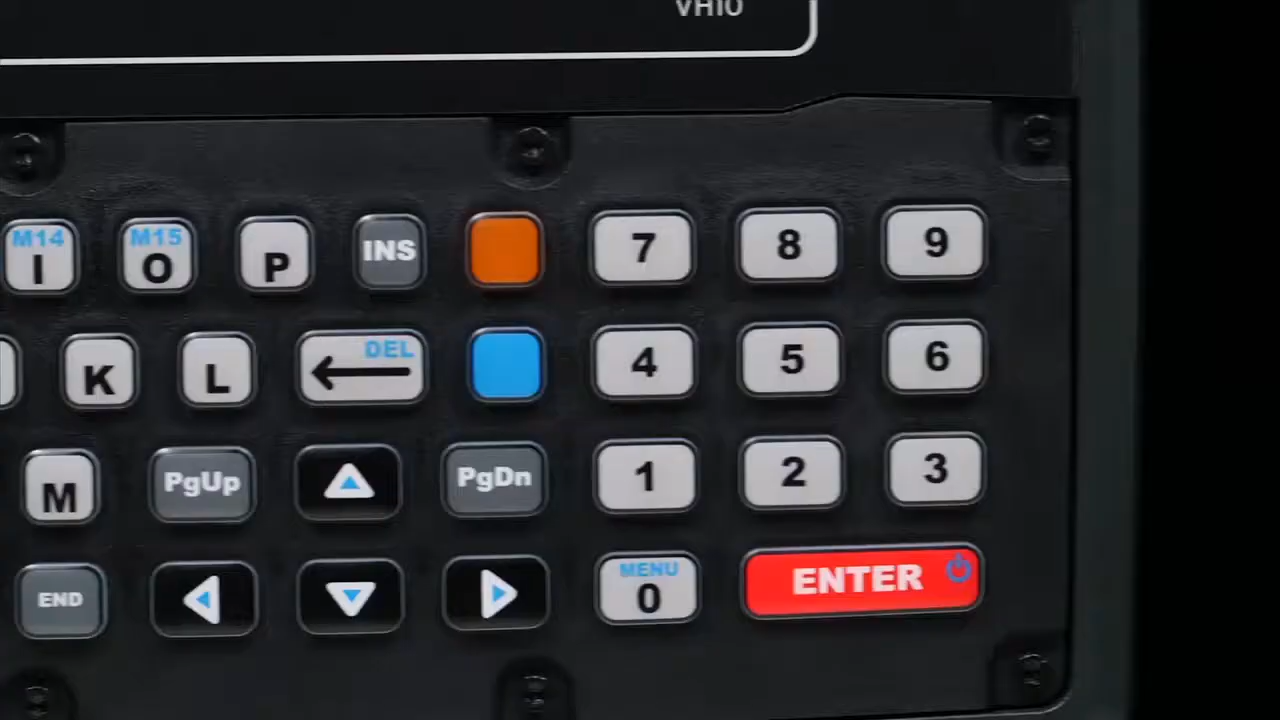 VH10
M14 M15
I O P INS 7 8 9
DEL
K L 4 5 6
M PgUp PgDn 1 2 3
MENU
END 0 ENTER